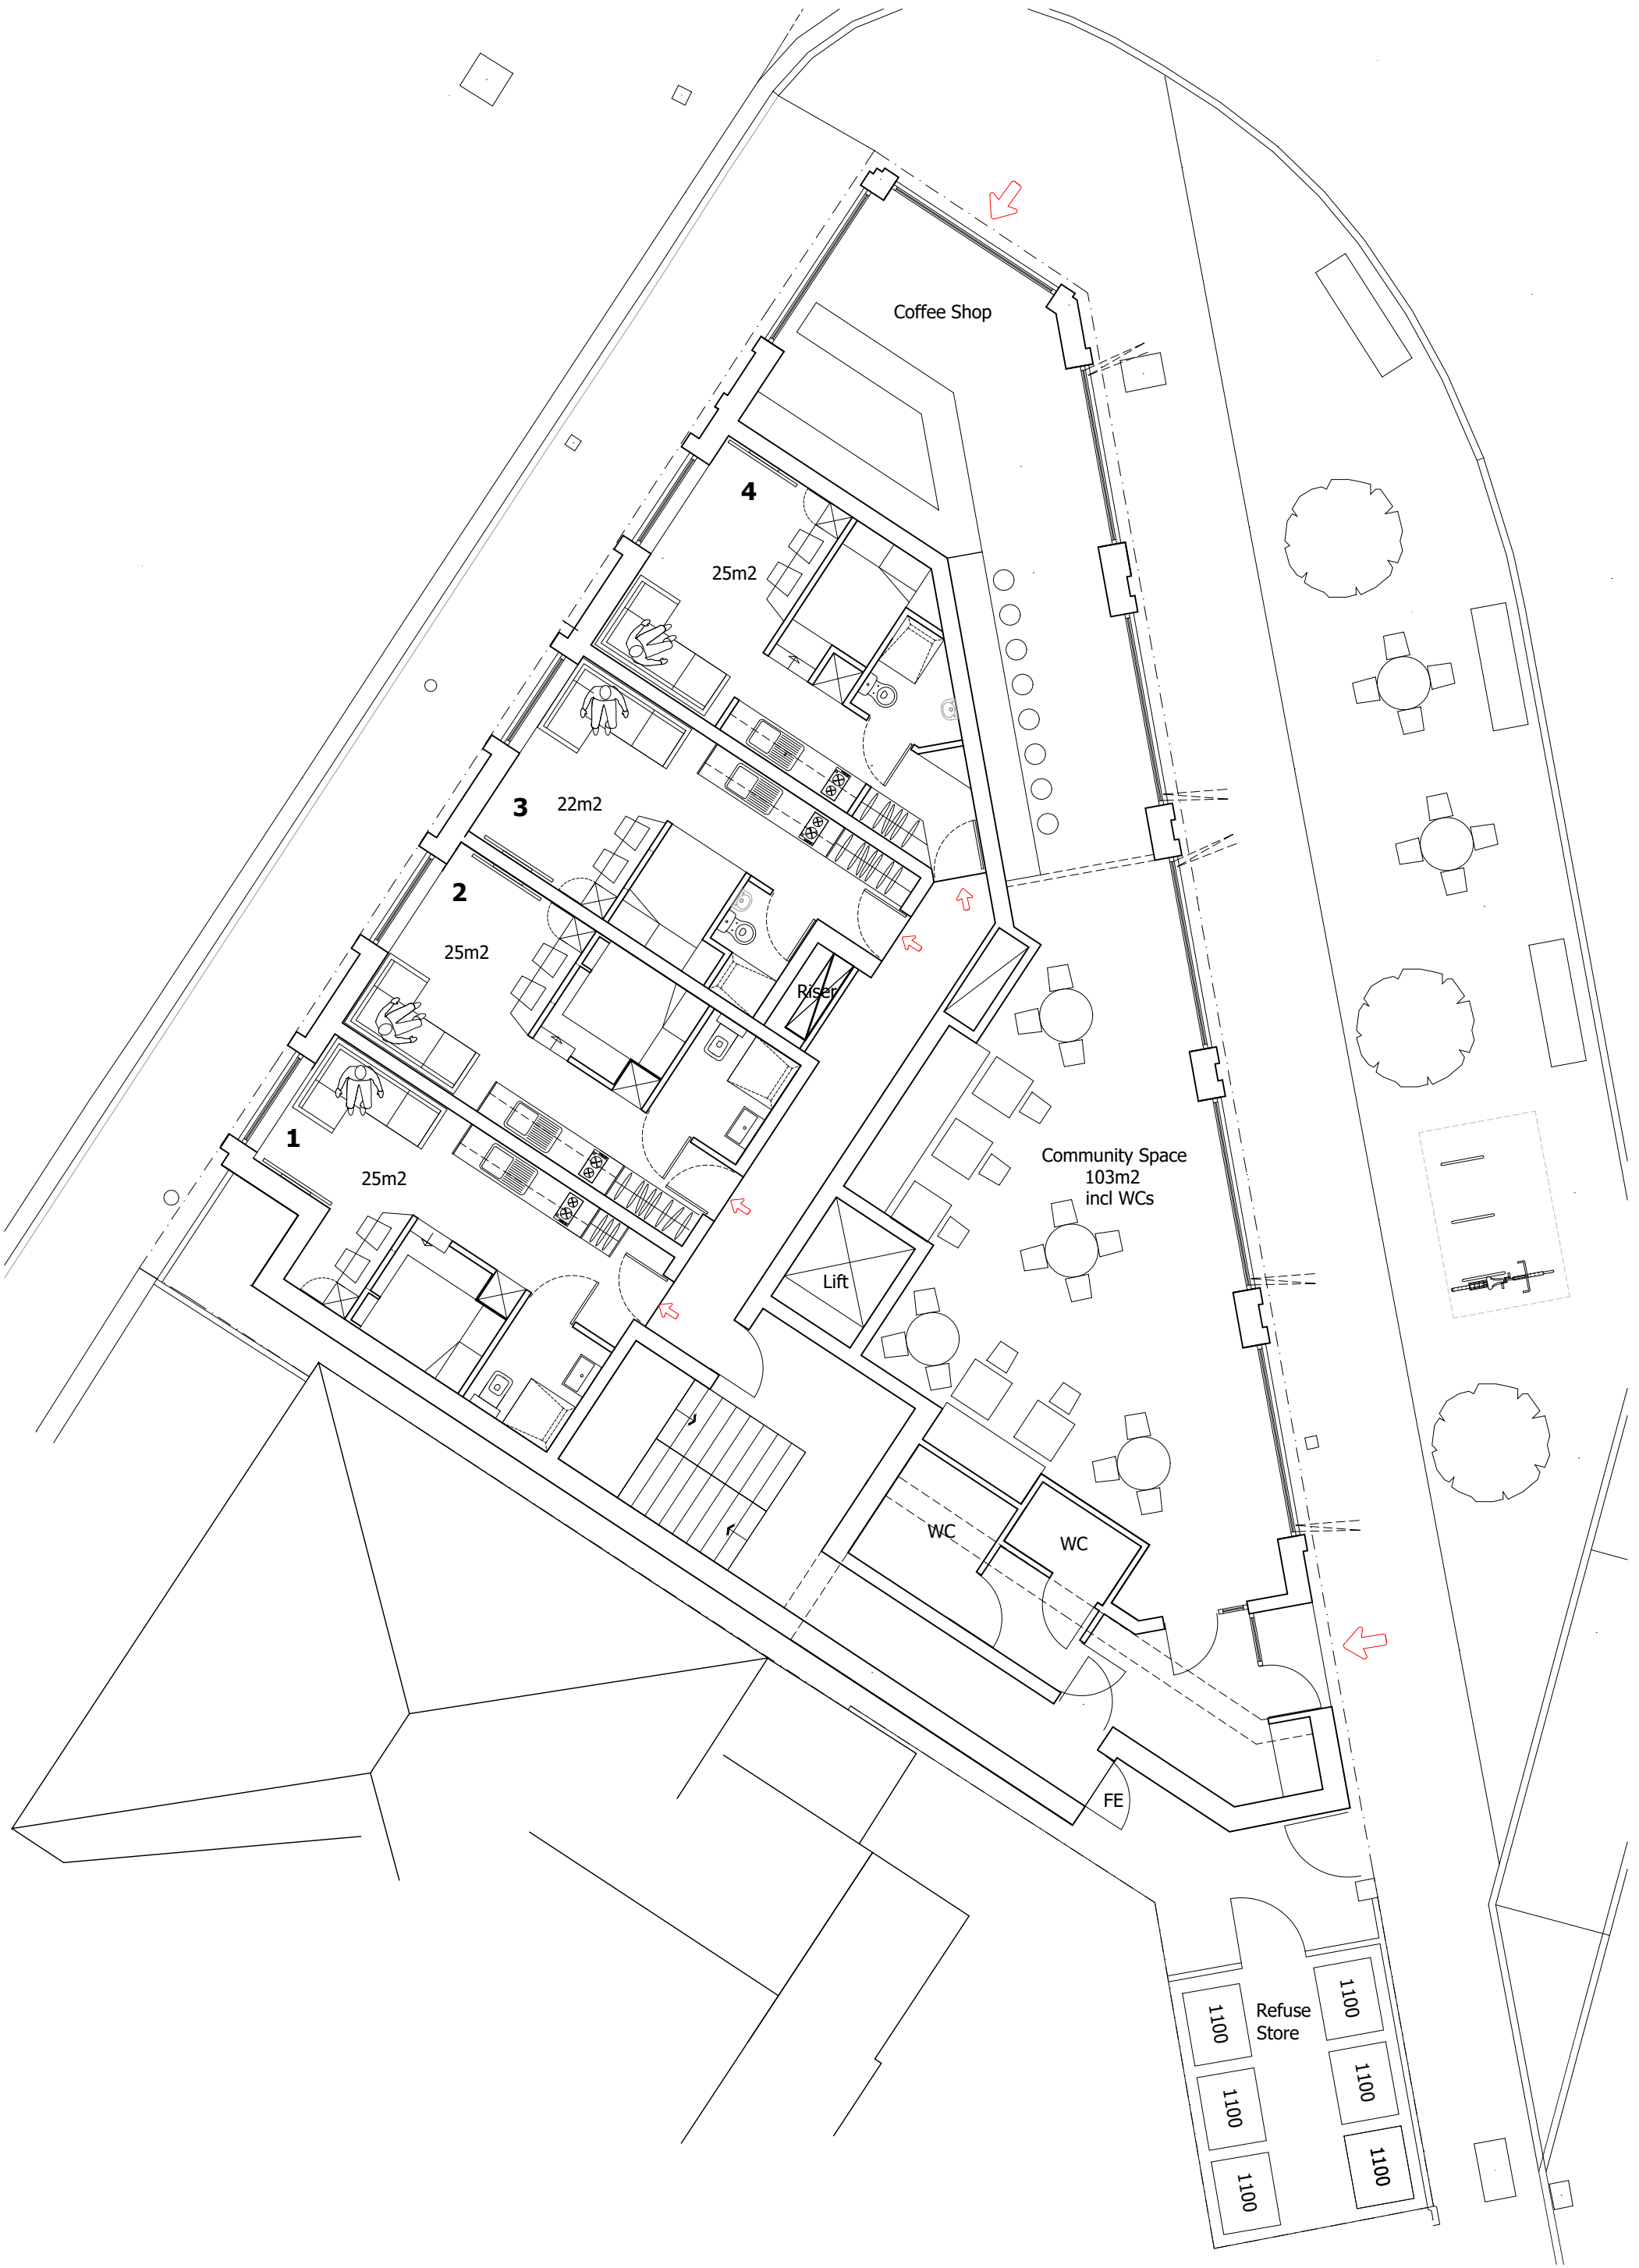 Coffee Shop
4
25m2
3
22m2
2
25m2
Riser
1
25m2
Community Space
103m2
incl WCs
Lift
WC
WC
FE
Refuse
Store
1100
1100
1100
1100
1100
1100